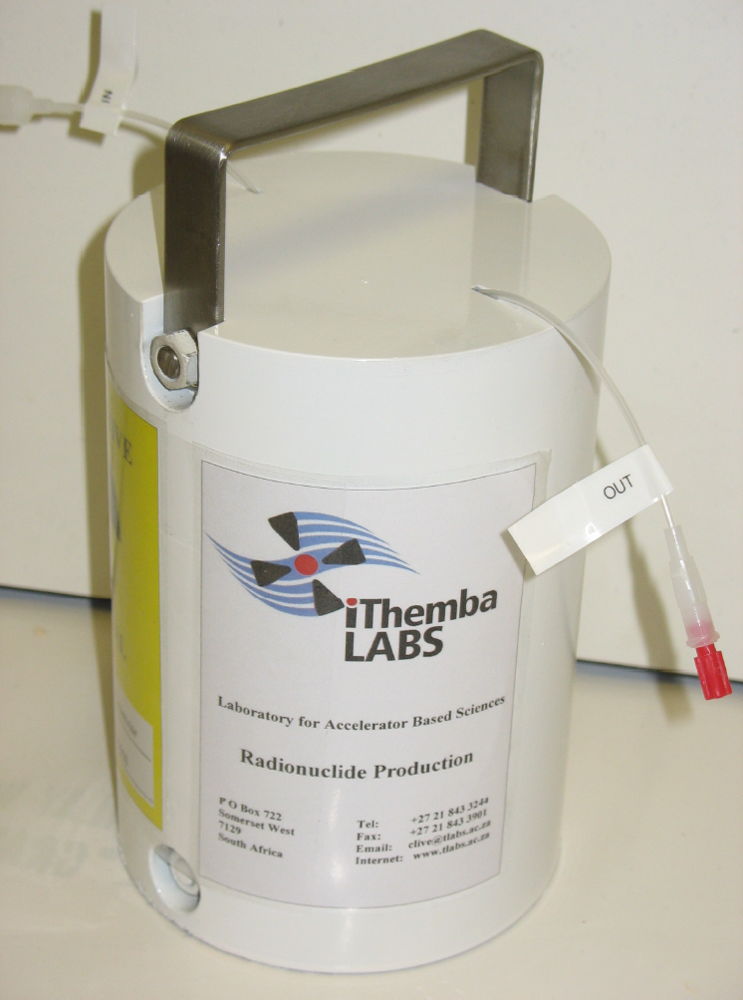 IN
OUT
iThemba
LABS
Laboratory for Accelerator Based Sciences
Radionuclide Production
P O Box 722
Somerset West
7129
South Africa
Tel: +27 21 843 3244
Fax: +27 21 843 3901
Email: clive@tlabs.ac.za
Internet: www.tlabs.ac.za